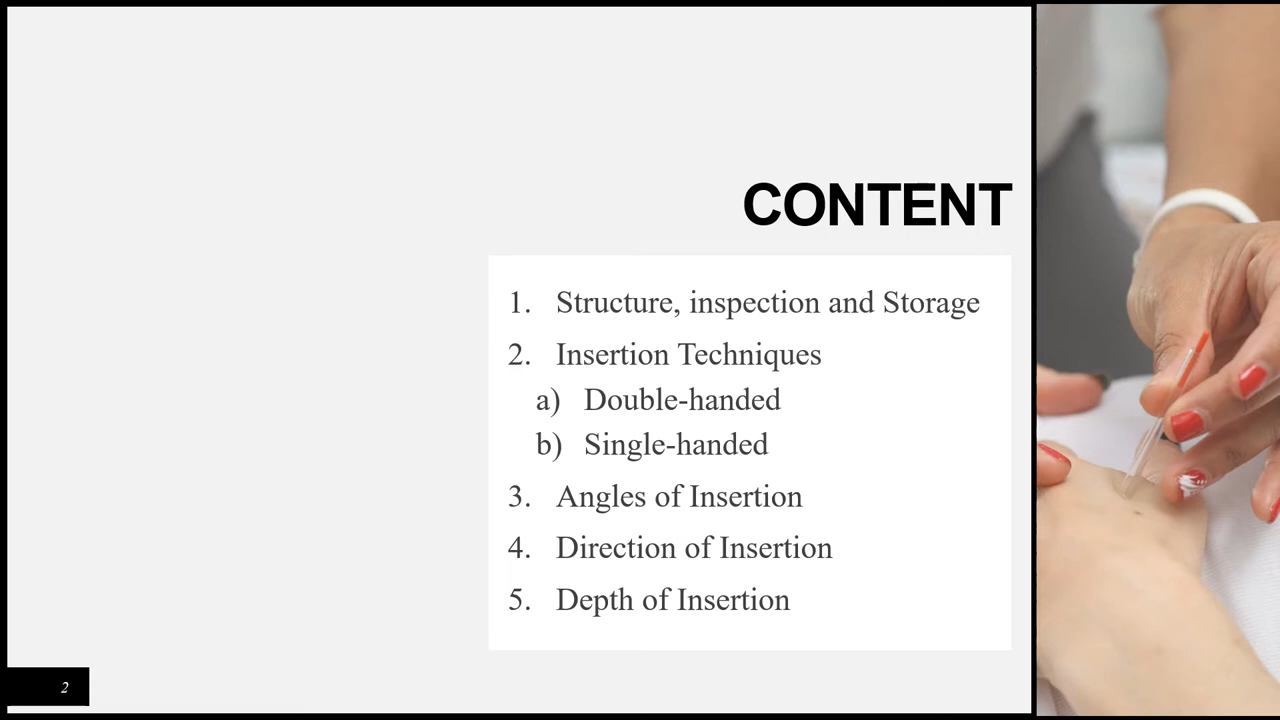 CONTENT
1. Structure, inspection and Storage
2. Insertion Techniques
a) Double-handed
b) Single-handed
3. Angles of Insertion
4. Direction of Insertion
5. Depth of Insertion
2